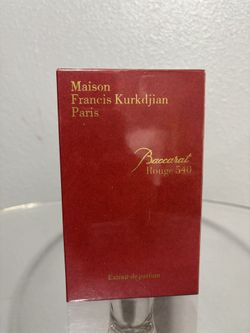 Maison
Francis Kurkdjian
Paris
Baccarat
Rouge 540
Extrait de parfum